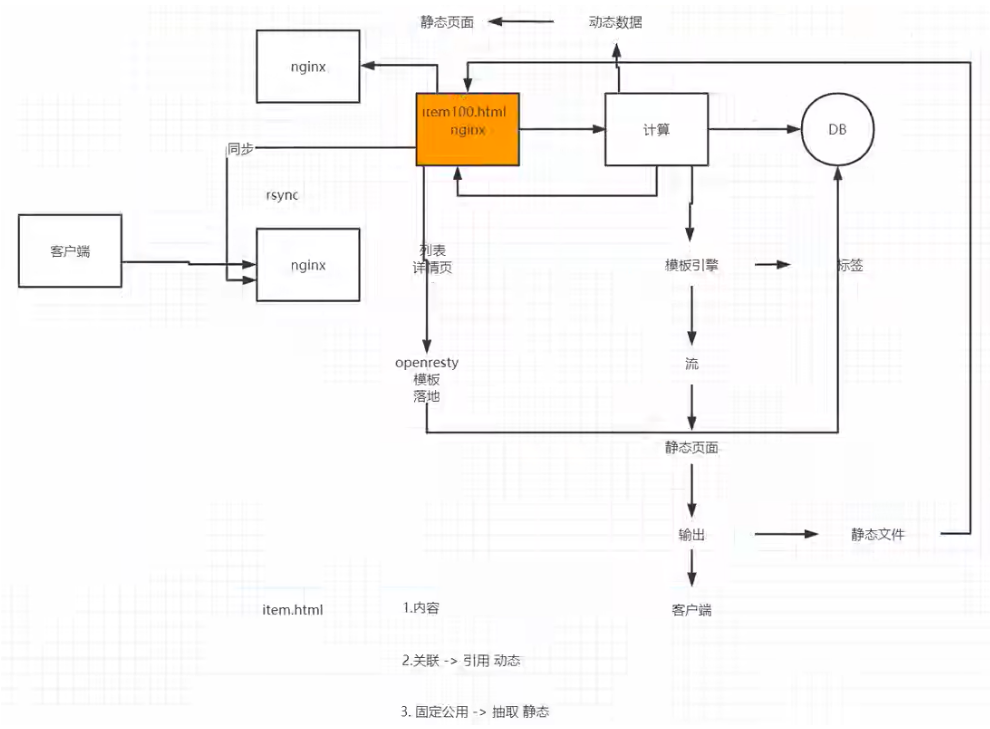 静态页面
动态数据
nginx
item100.html
nginx
计算
DB
同步
rsync
客户端
nginx
列表
详情页
模板引擎
标签
openresty
模板
落地
流
静态页面
输出
静态文件
客户端
item.html
1.内容
2.关联 -> 引用 动态
3. 固定公用 -> 抽取 静态